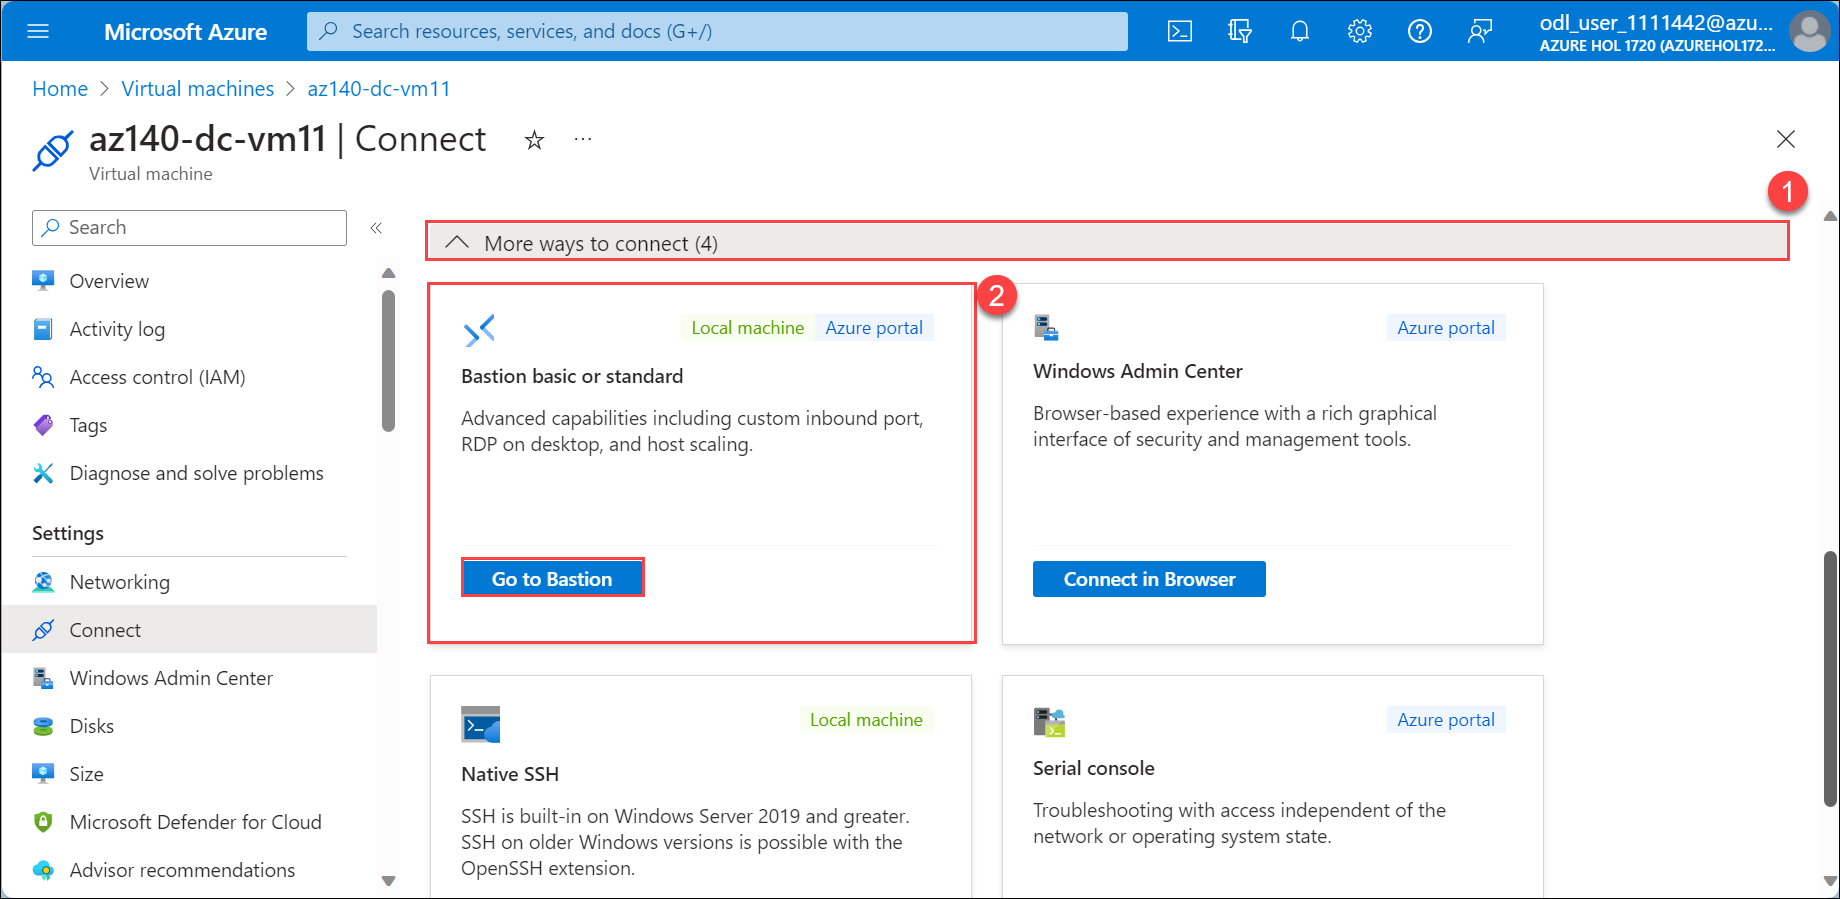 Microsoft Azure
Search resources, services, and docs (G+/)
odl_user_1111442@azu...
AZURE HOL 1720 (AZUREHOL172...
Home > Virtual machines > az140-dc-vm11
az140-dc-vm11 | Connect
Virtual machine
Search
Overview
Activity log
Access control (IAM)
Tags
Diagnose and solve problems
Settings
Networking
Connect
Windows Admin Center
Disks
Size
Microsoft Defender for Cloud
Advisor recommendations
1
More ways to connect (4)
2
Local machine Azure portal
Bastion basic or standard
Advanced capabilities including custom inbound port,
RDP on desktop, and host scaling.
Go to Bastion
Azure portal
Windows Admin Center
Browser-based experience with a rich graphical
interface of security and management tools.
Connect in Browser
Local machine
Native SSH
SSH is built-in on Windows Server 2019 and greater.
SSH on older Windows versions is possible with the
OpenSSH extension.
Azure portal
Serial console
Troubleshooting with access independent of the
network or operating system state.